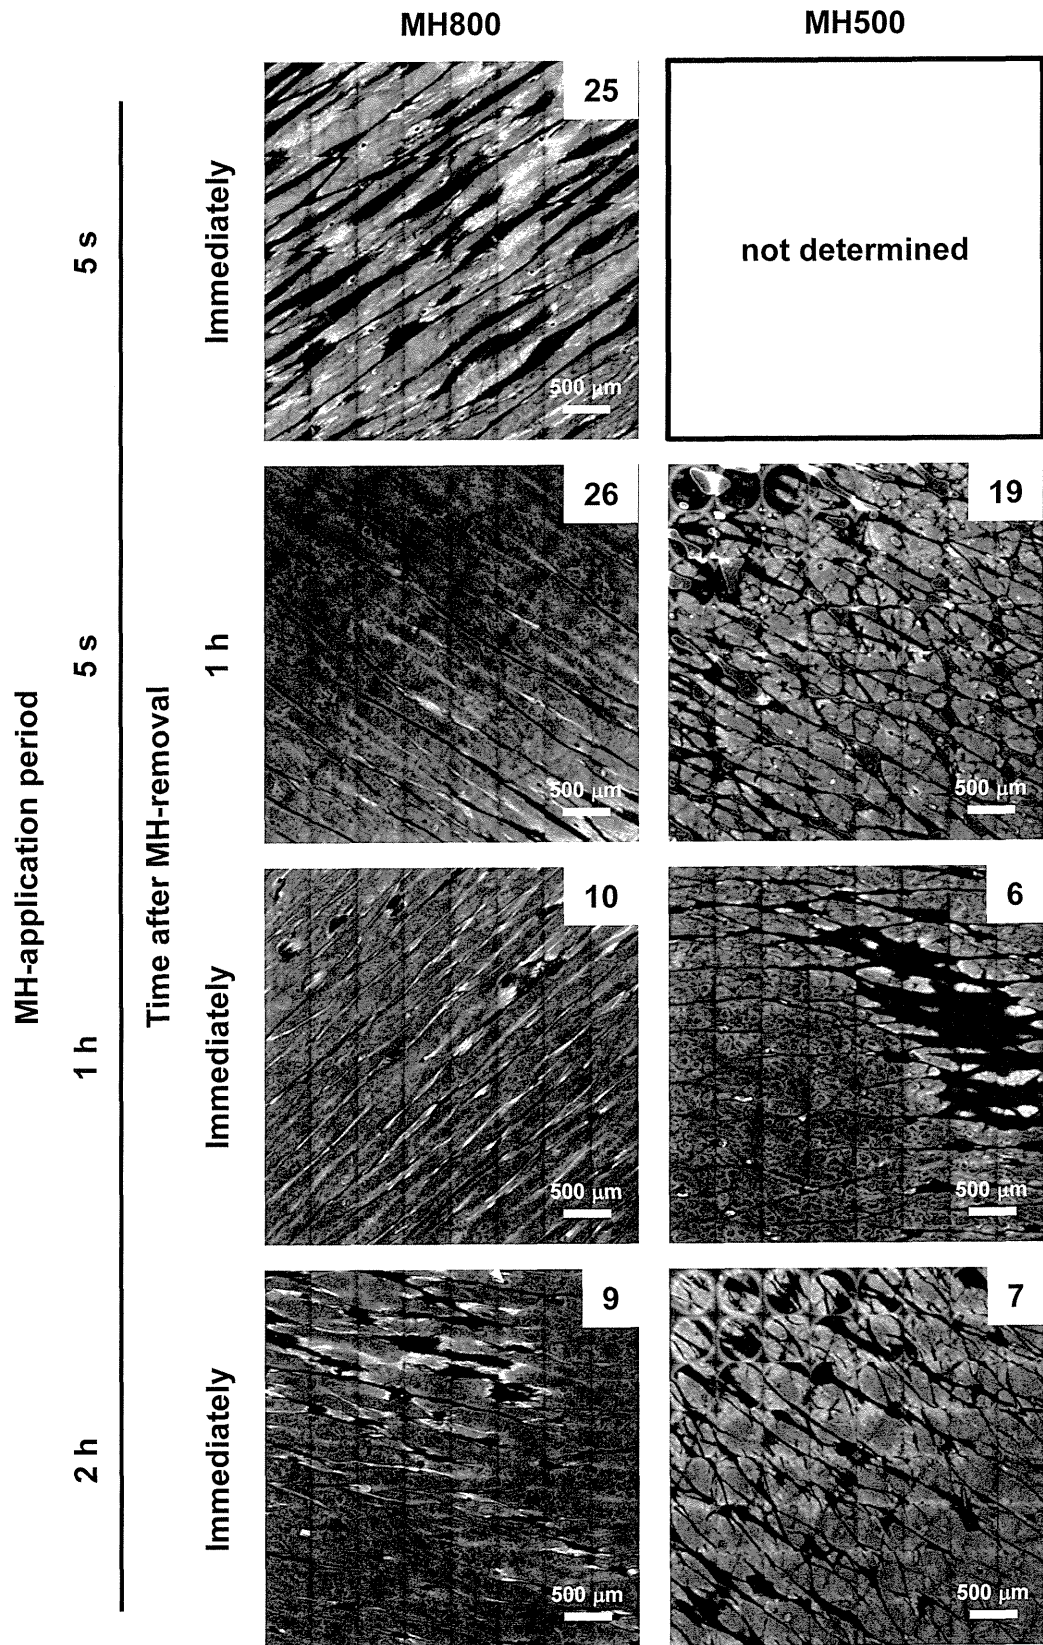 MH800
MH500
MH-application period
Time after MH-removal
5 s
Immediately
25
500 µm
not determined
5 s
1 h
26
500 µm
19
500 µm
1 h
Immediately
10
500 µm
6
500 µm
2 h
Immediately
9
500 µm
7
500 µm